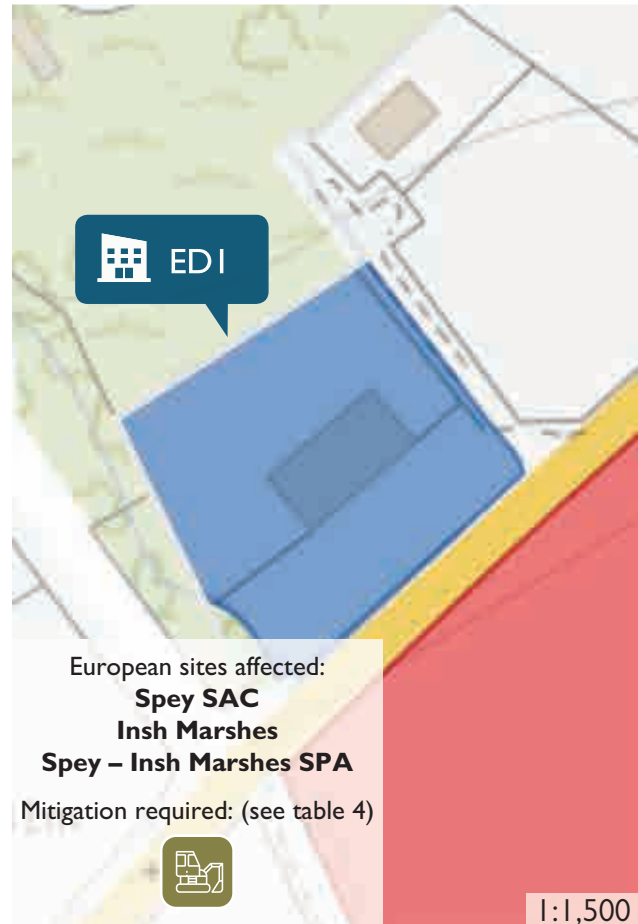 ED1
European sites affected:
Spey SAC
Insh Marshes
Spey – Insh Marshes SPA
Mitigation required: (see table 4)
1:1,500